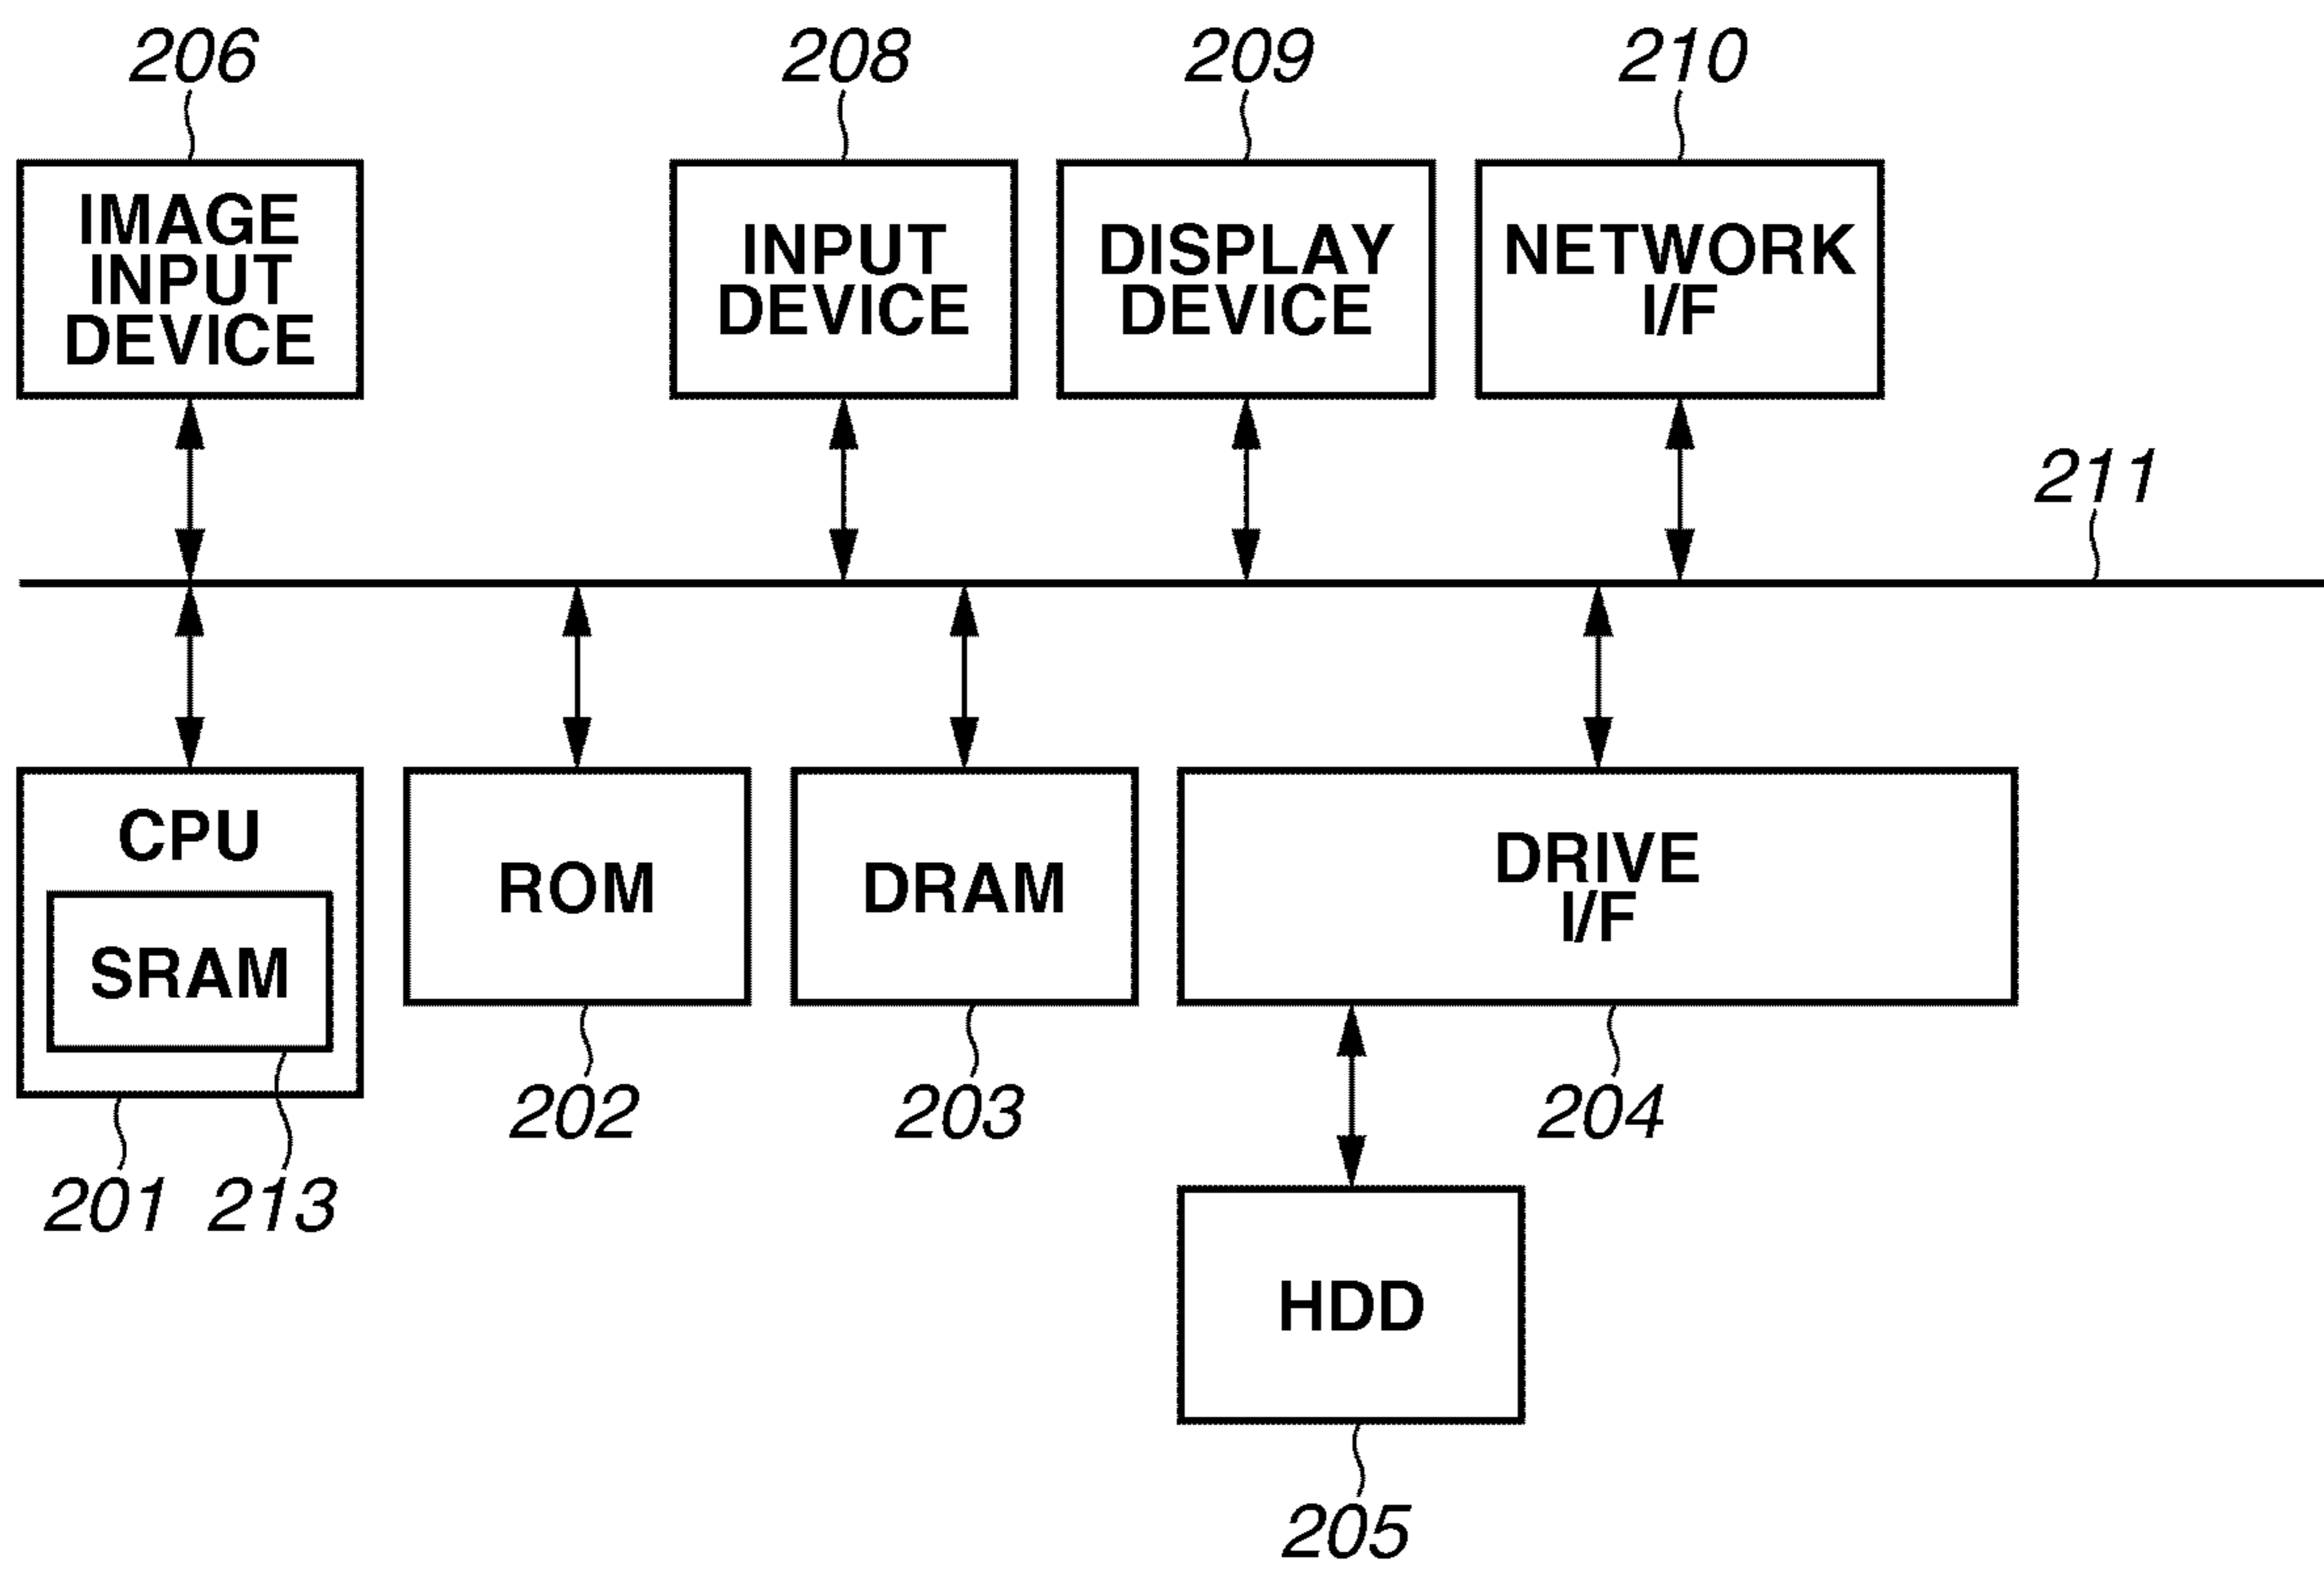 206
208
209
210
IMAGE
INPUT
DEVICE
INPUT
DEVICE
DISPLAY
DEVICE
NETWORK
I/F
211
CPU
SRAM
ROM
DRAM
DRIVE
I/F
201
213
202
203
204
HDD
205